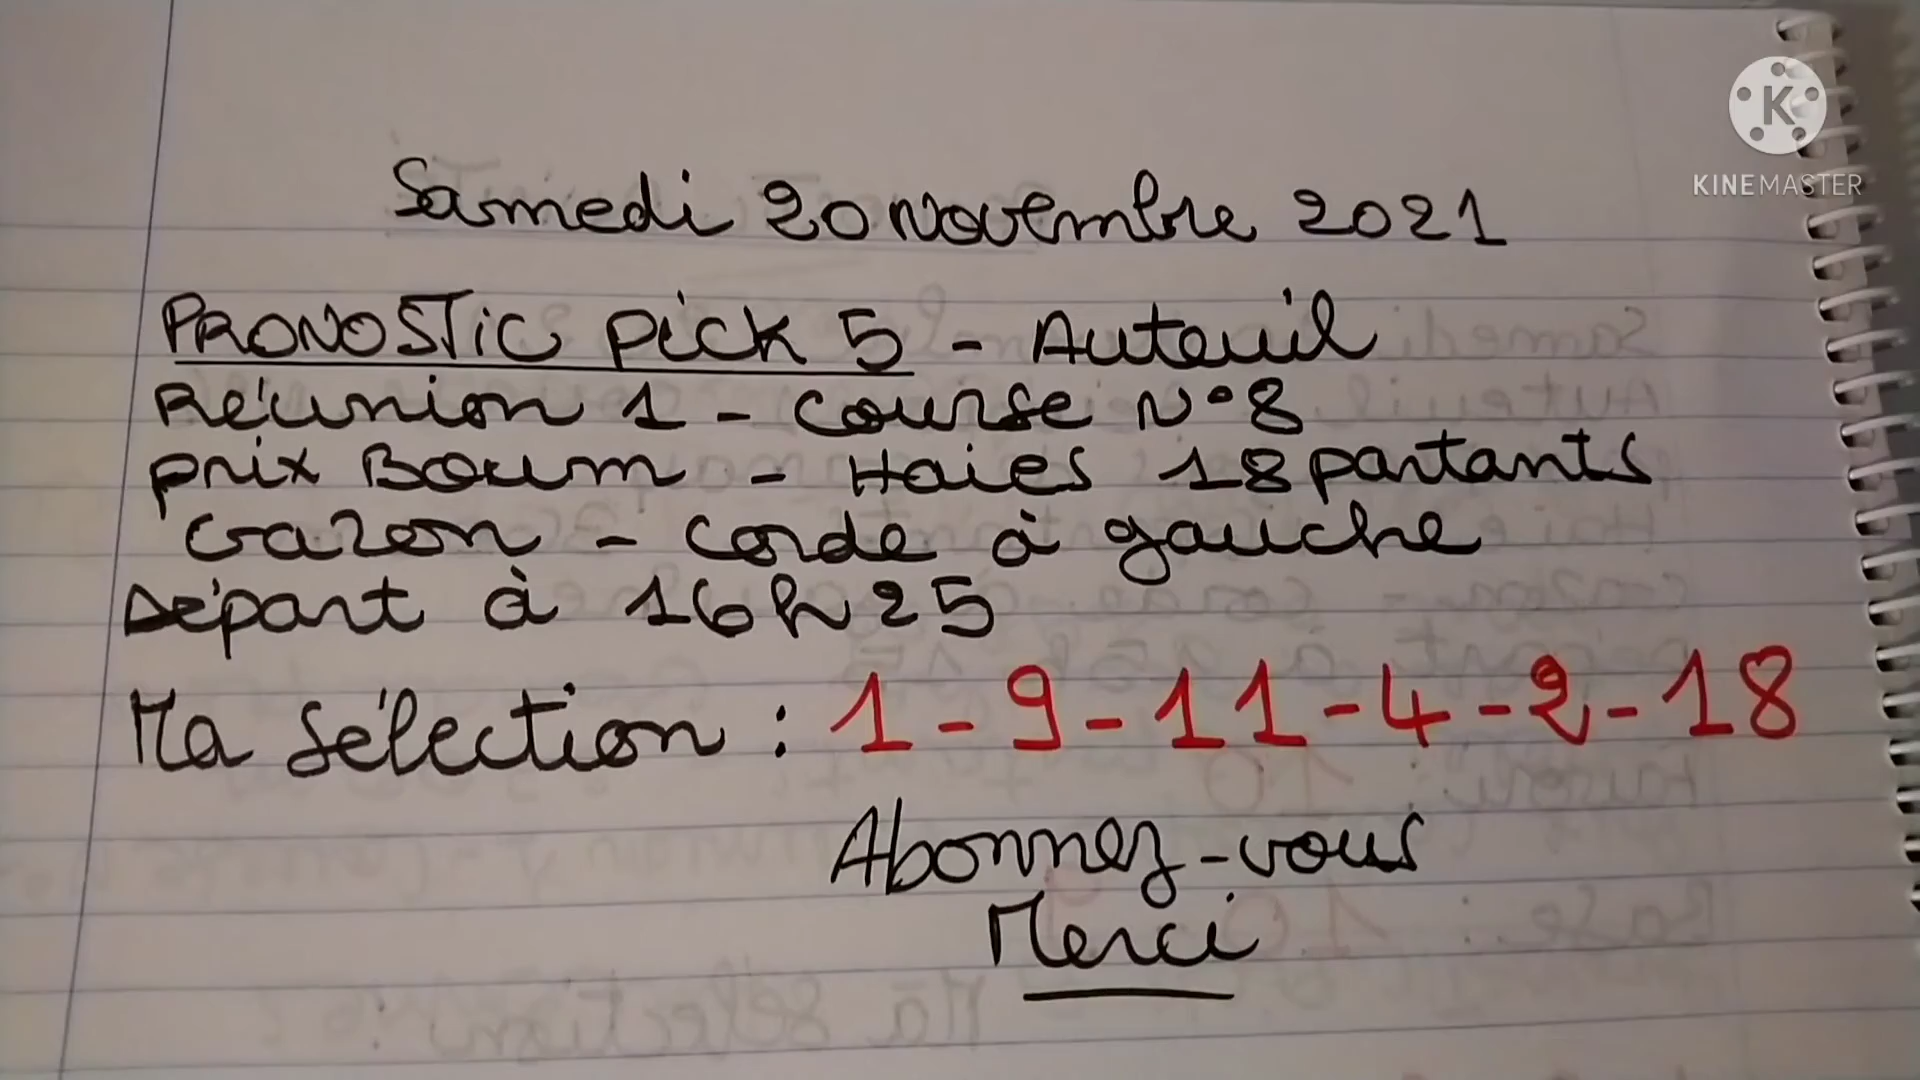 KINEMASTER
Samedi 20 Novembre 2021
PRONOSTIC PICK 5 - Auteuil
Réunion 1 - Course N°8
prix Boum - Haies 18 partants
Gazon - corde à gauche
Départ à 16h25
Ma sélection : 1-9-11-4-2-18
Abonnez-vous
Merci